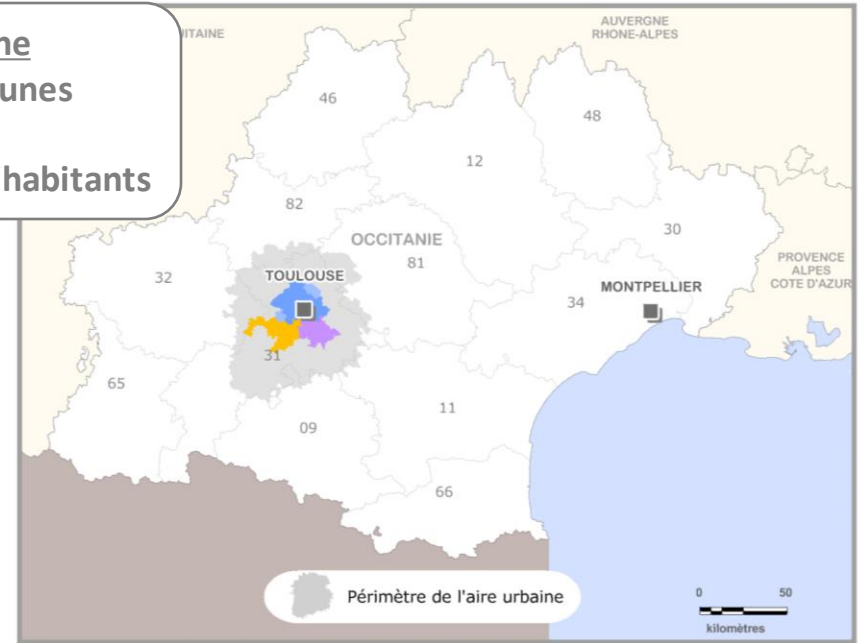 ne
unes
habitants
ITAINE
AUVERGNE
RHONE-ALPES
46
48
12
82
30
OCCITANIE
81
PROVENCE
ALPES
COTE D'AZUR
32
TOULOUSE
34
MONTPELLIER
31
65
11
09
66
Périmètre de l'aire urbaine
0 50
kilomètres